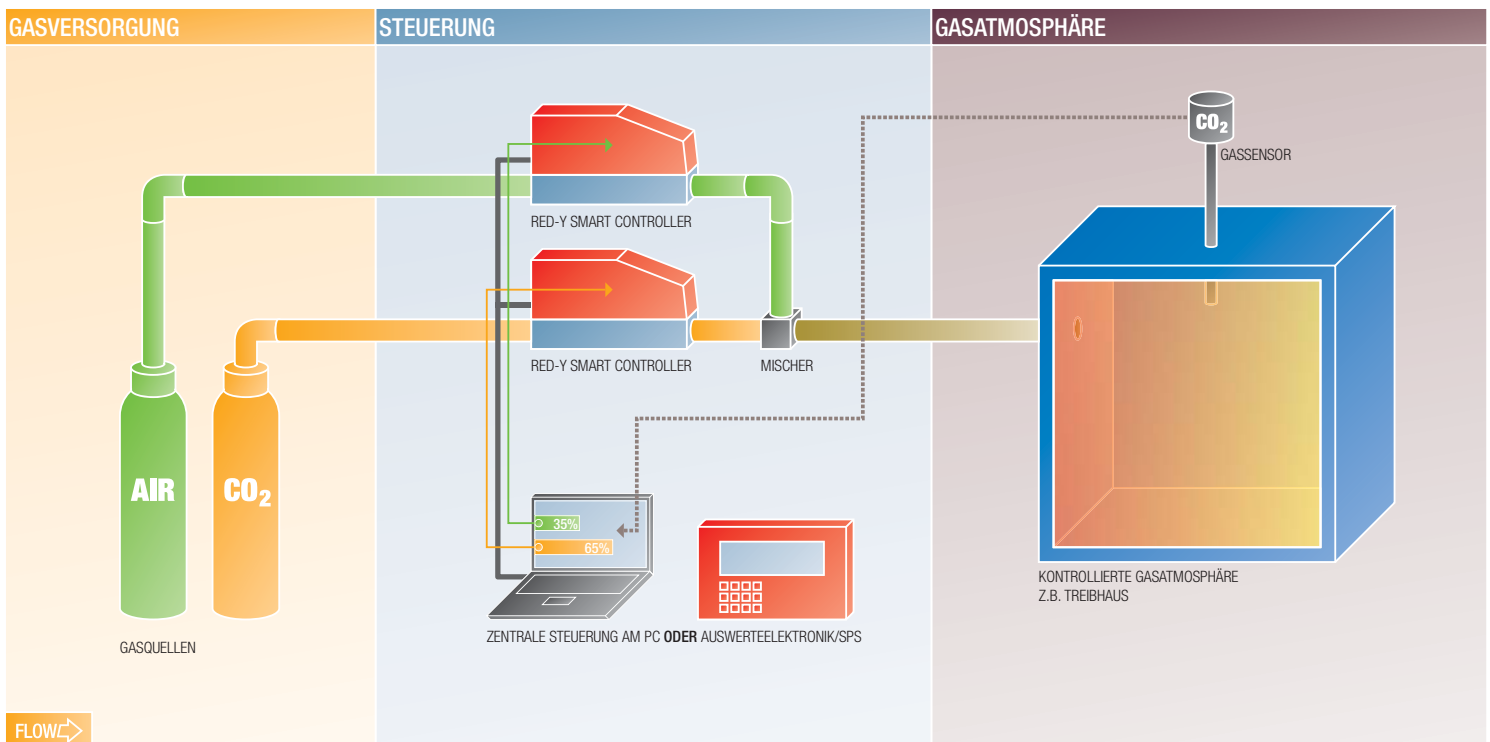 GASVERSORGUNG
STEUERUNG
GASATMOSPHÄRE
CO₂
GASSENSOR
RED-Y SMART CONTROLLER
RED-Y SMART CONTROLLER
MISCHER
AIR
CO₂
35%
65%
KONTROLLIERTE GASATMOSPHÄRE
Z.B. TREIBHAUS
ZENTRALE STEUERUNG AM PC ODER AUSWERTEELEKTRONIK/SPS
GASQUELLEN
FLOW